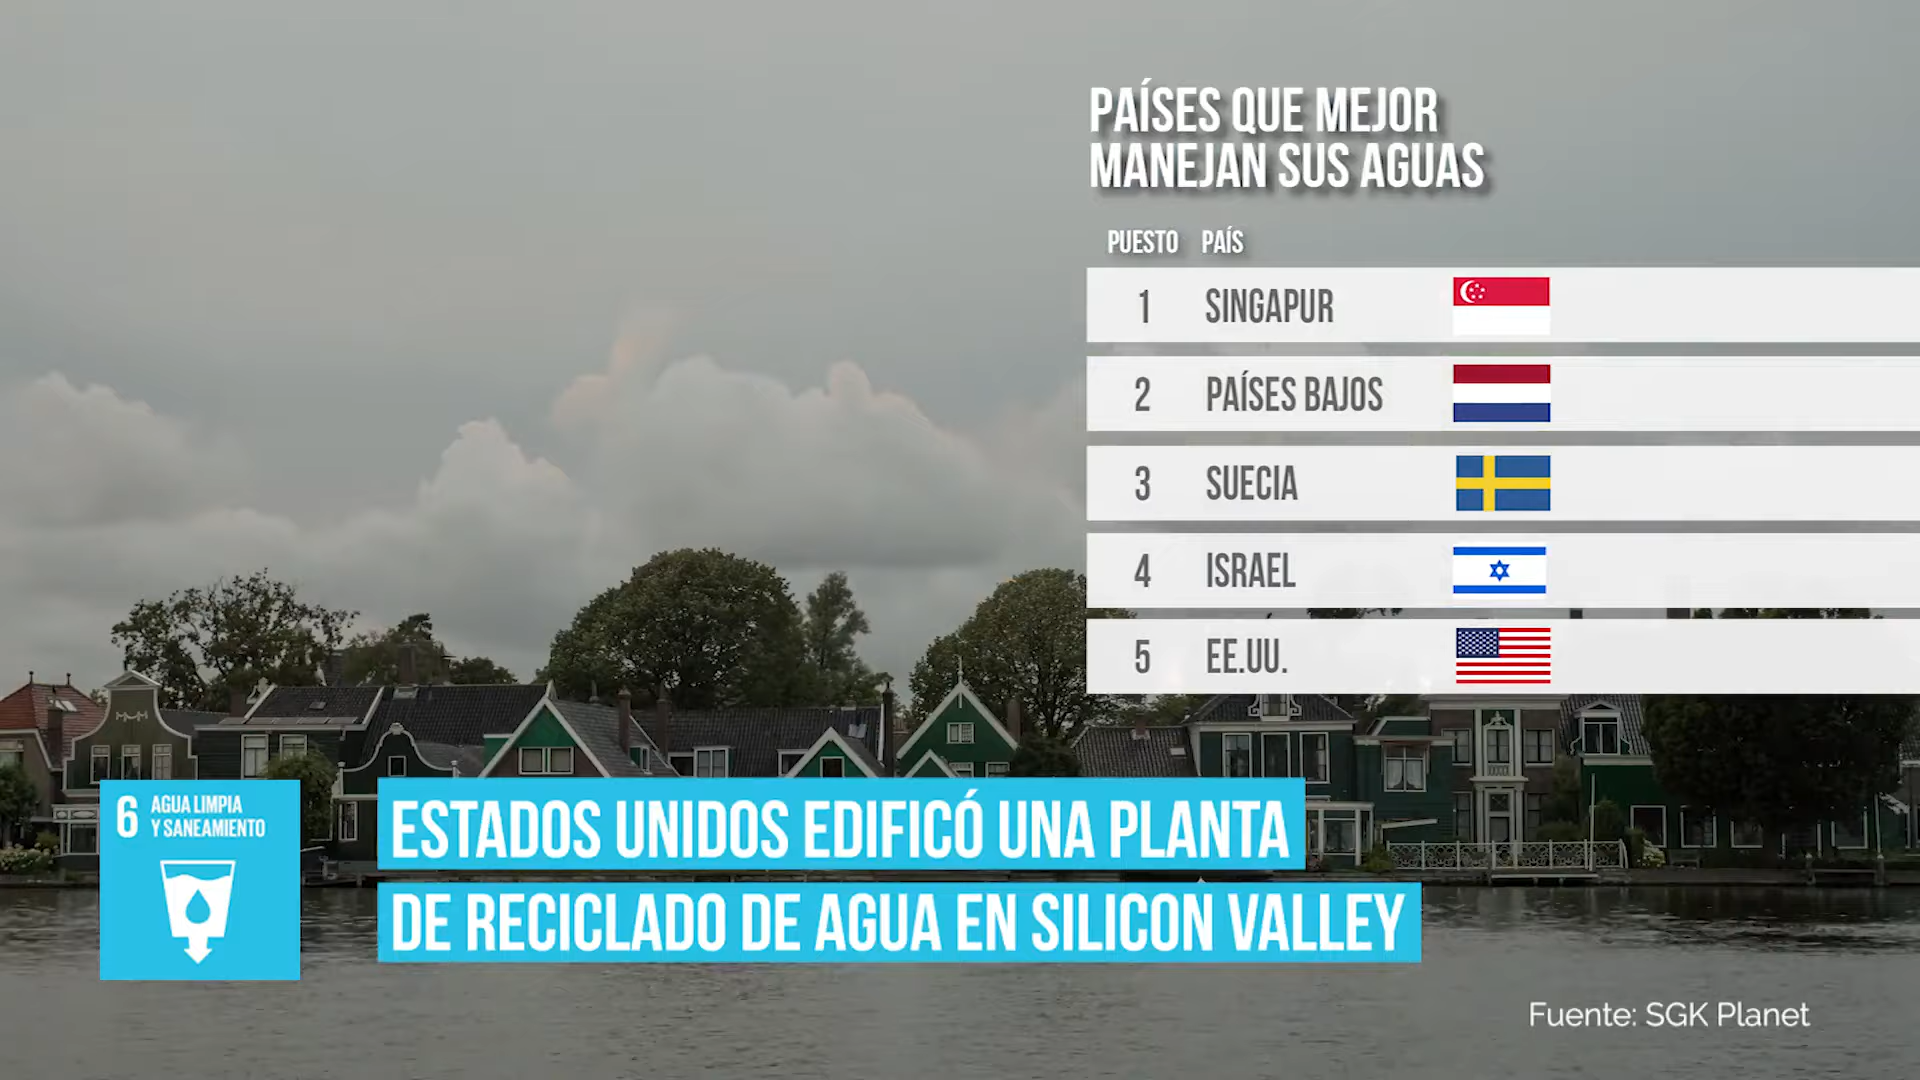 PAÍSES QUE MEJOR
MANEJAN SUS AGUAS
PUESTO PAÍS
1 SINGAPUR
2 PAÍSES BAJOS
3 SUECIA
4 ISRAEL
5 EE.UU.
6 AGUA LIMPIA
Y SANEAMIENTO
ESTADOS UNIDOS EDIFICÓ UNA PLANTA
DE RECICLADO DE AGUA EN SILICON VALLEY
Fuente: SGK Planet